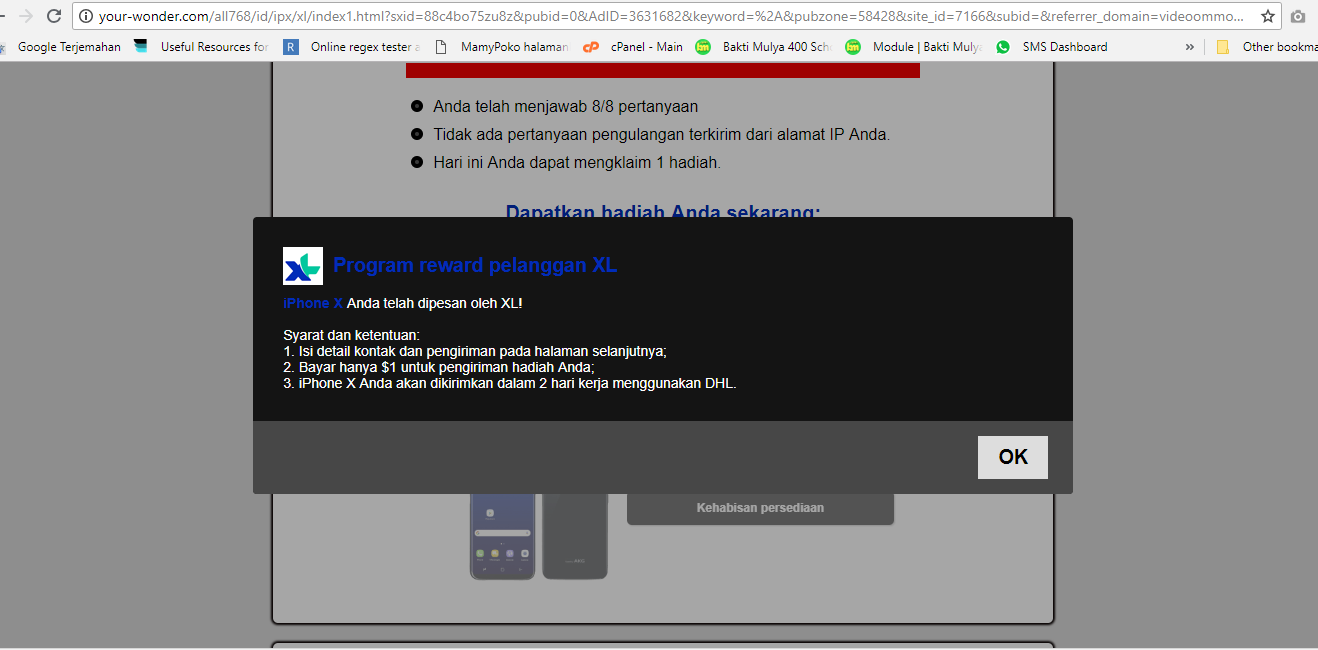 your-wonder.com/all768/id/ipx/xl/index1.html?sxid=88c4bo75zu8z&pubid=0&AdID=3631682&keyword=%2A&pubzone=58428&site_id=7166&subid=&referrer_domain=videoommo...
Google Terjemahan Useful Resources for R Online regex tester a MamyPoko halaman cP cPanel - Main bm Bakti Mulya 400 Sch bm Module | Bakti Mulya SMS Dashboard » Other bookma
Anda telah menjawab 8/8 pertanyaan
Tidak ada pertanyaan pengulangan terkirim dari alamat IP Anda.
Hari ini Anda dapat mengklaim 1 hadiah.
Dapatkan hadiah Anda sekarang:
XL Program reward pelanggan XL
iPhone X Anda telah dipesan oleh XL!
Syarat dan ketentuan:
1. Isi detail kontak dan pengiriman pada halaman selanjutnya;
2. Bayar hanya $1 untuk pengiriman hadiah Anda;
3. iPhone X Anda akan dikirimkan dalam 2 hari kerja menggunakan DHL.
OK
Kehabisan persediaan